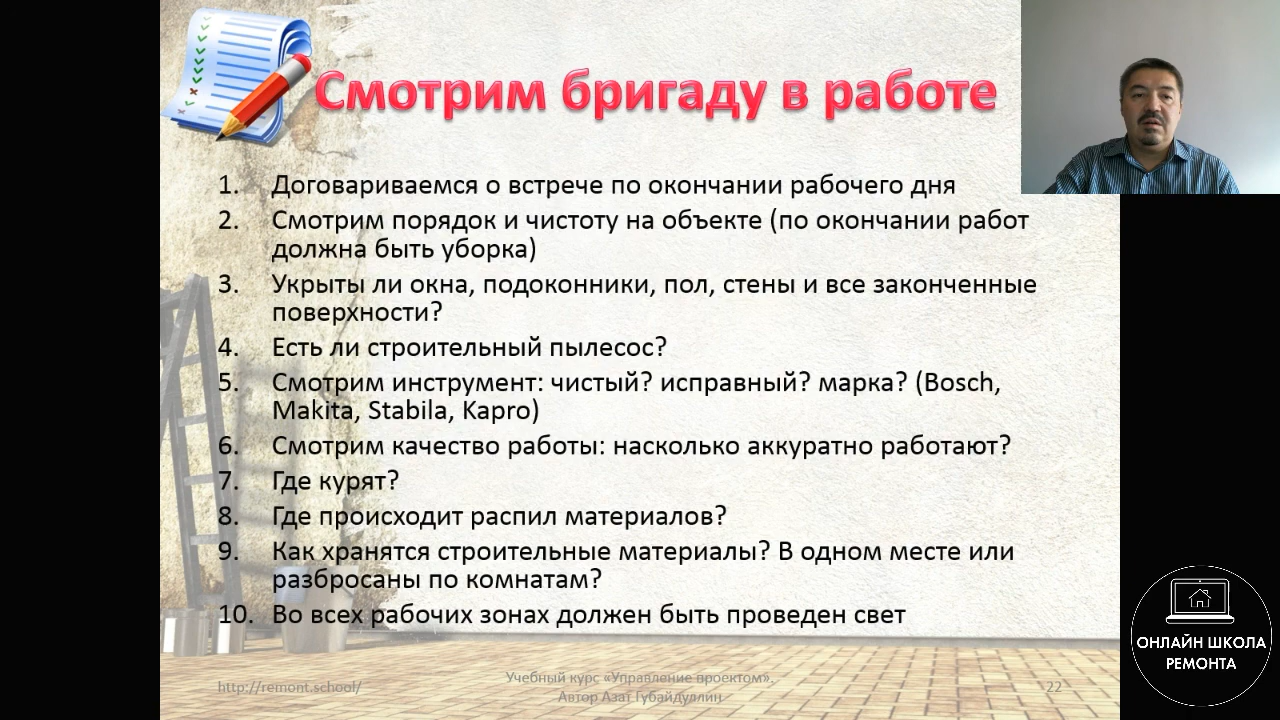 Смотрим бригаду в работе
1. Договариваемся о встрече по окончании рабочего дня
2. Смотрим порядок и чистоту на объекте (по окончании работ
должна быть уборка)
3. Укрыты ли окна, подоконники, пол, стены и все законченные
поверхности?
4. Есть ли строительный пылесос?
5. Смотрим инструмент: чистый? исправный? марка? (Bosch,
Makita, Stabila, Kapro)
6. Смотрим качество работы: насколько аккуратно работают?
7. Где курят?
8. Где происходит распил материалов?
9. Как хранятся строительные материалы? В одном месте или
разбросаны по комнатам?
10. Во всех рабочих зонах должен быть проведен свет
ОНЛАЙН ШКОЛА
РЕМОНТА
http://remont.school/
Учебный курс «Управление проектом».
Автор Азат Губайдуллин
22